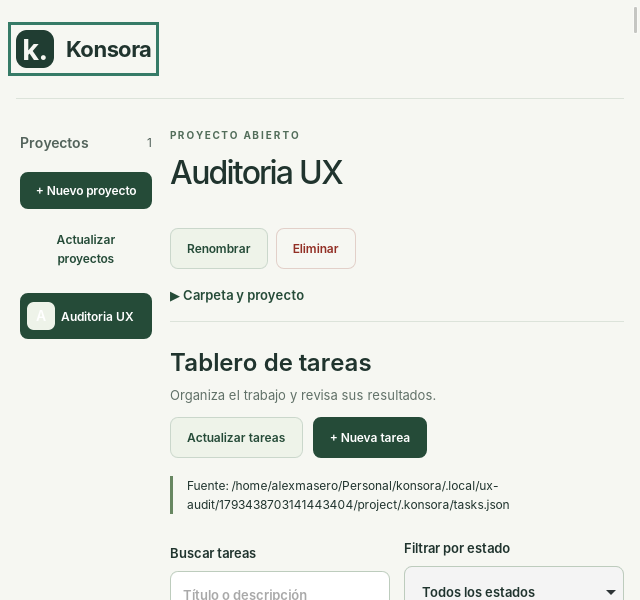 k. Konsora
Proyectos 1
+ Nuevo proyecto
Actualizar
proyectos
A Auditoria UX
PROYECTO ABIERTO
Auditoria UX
Renombrar Eliminar
▶ Carpeta y proyecto
Tablero de tareas
Organiza el trabajo y revisa sus resultados.
Actualizar tareas + Nueva tarea
Fuente: /home/alexmasero/Personal/konsora/.local/ux-
audit/1793438703141443404/project/.konsora/tasks.json
Buscar tareas
Título o descripción
Filtrar por estado
Todos los estados